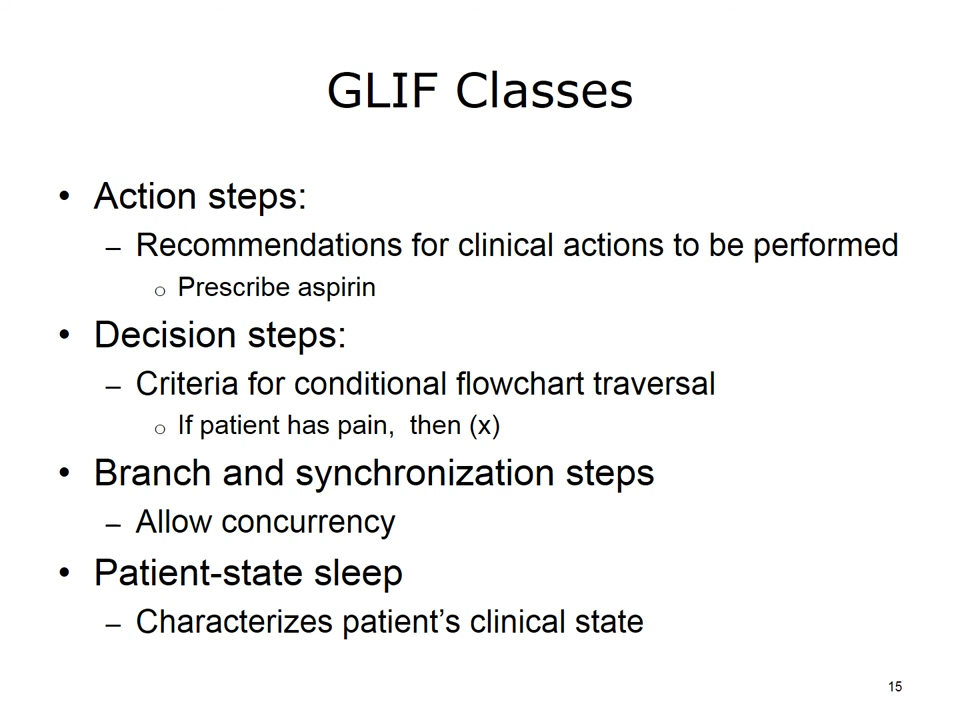 GLIF Classes
• Action steps:
– Recommendations for clinical actions to be performed
o Prescribe aspirin
• Decision steps:
– Criteria for conditional flowchart traversal
o If patient has pain,  then (x)
• Branch and synchronization steps
– Allow concurrency
• Patient-state sleep
– Characterizes patient’s clinical state
15